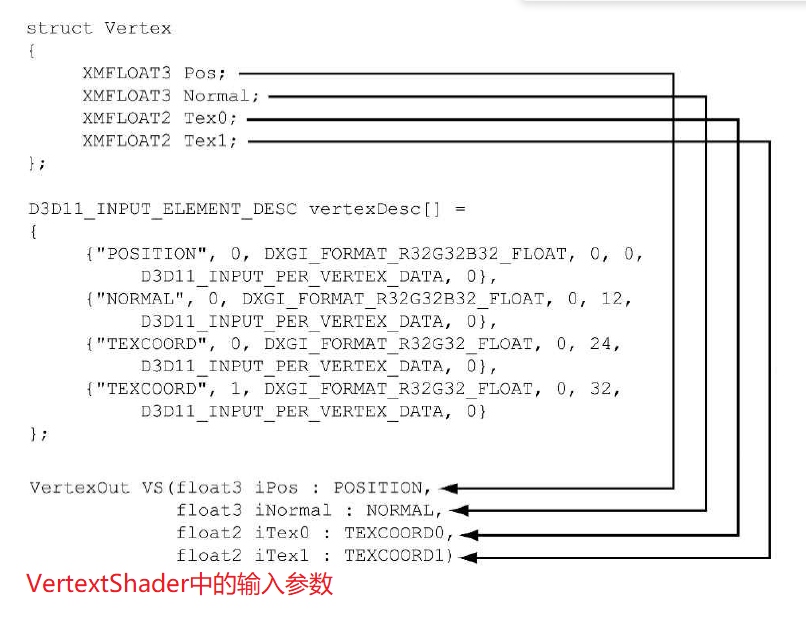 struct Vertex
{
XMFLOAT3 Pos;
XMFLOAT3 Normal;
XMFLOAT2 Tex0;
XMFLOAT2 Tex1;
};
D3D11_INPUT_ELEMENT_DESC vertexDesc[] =
{
{"POSITION", 0, DXGI_FORMAT_R32G32B32_FLOAT, 0, 0,
D3D11_INPUT_PER_VERTEX_DATA, 0},
{"NORMAL", 0, DXGI_FORMAT_R32G32B32_FLOAT, 0, 12,
D3D11_INPUT_PER_VERTEX_DATA, 0},
{"TEXCOORD", 0, DXGI_FORMAT_R32G32_FLOAT, 0, 24,
D3D11_INPUT_PER_VERTEX_DATA, 0},
{"TEXCOORD", 1, DXGI_FORMAT_R32G32_FLOAT, 0, 32,
D3D11_INPUT_PER_VERTEX_DATA, 0}
};
VertexOut VS(float3 iPos : POSITION,
float3 iNormal : NORMAL,
float2 iTex0 : TEXCOORD0,
float2 iTex1 : TEXCOORD1)
VertextShader中的输入参数